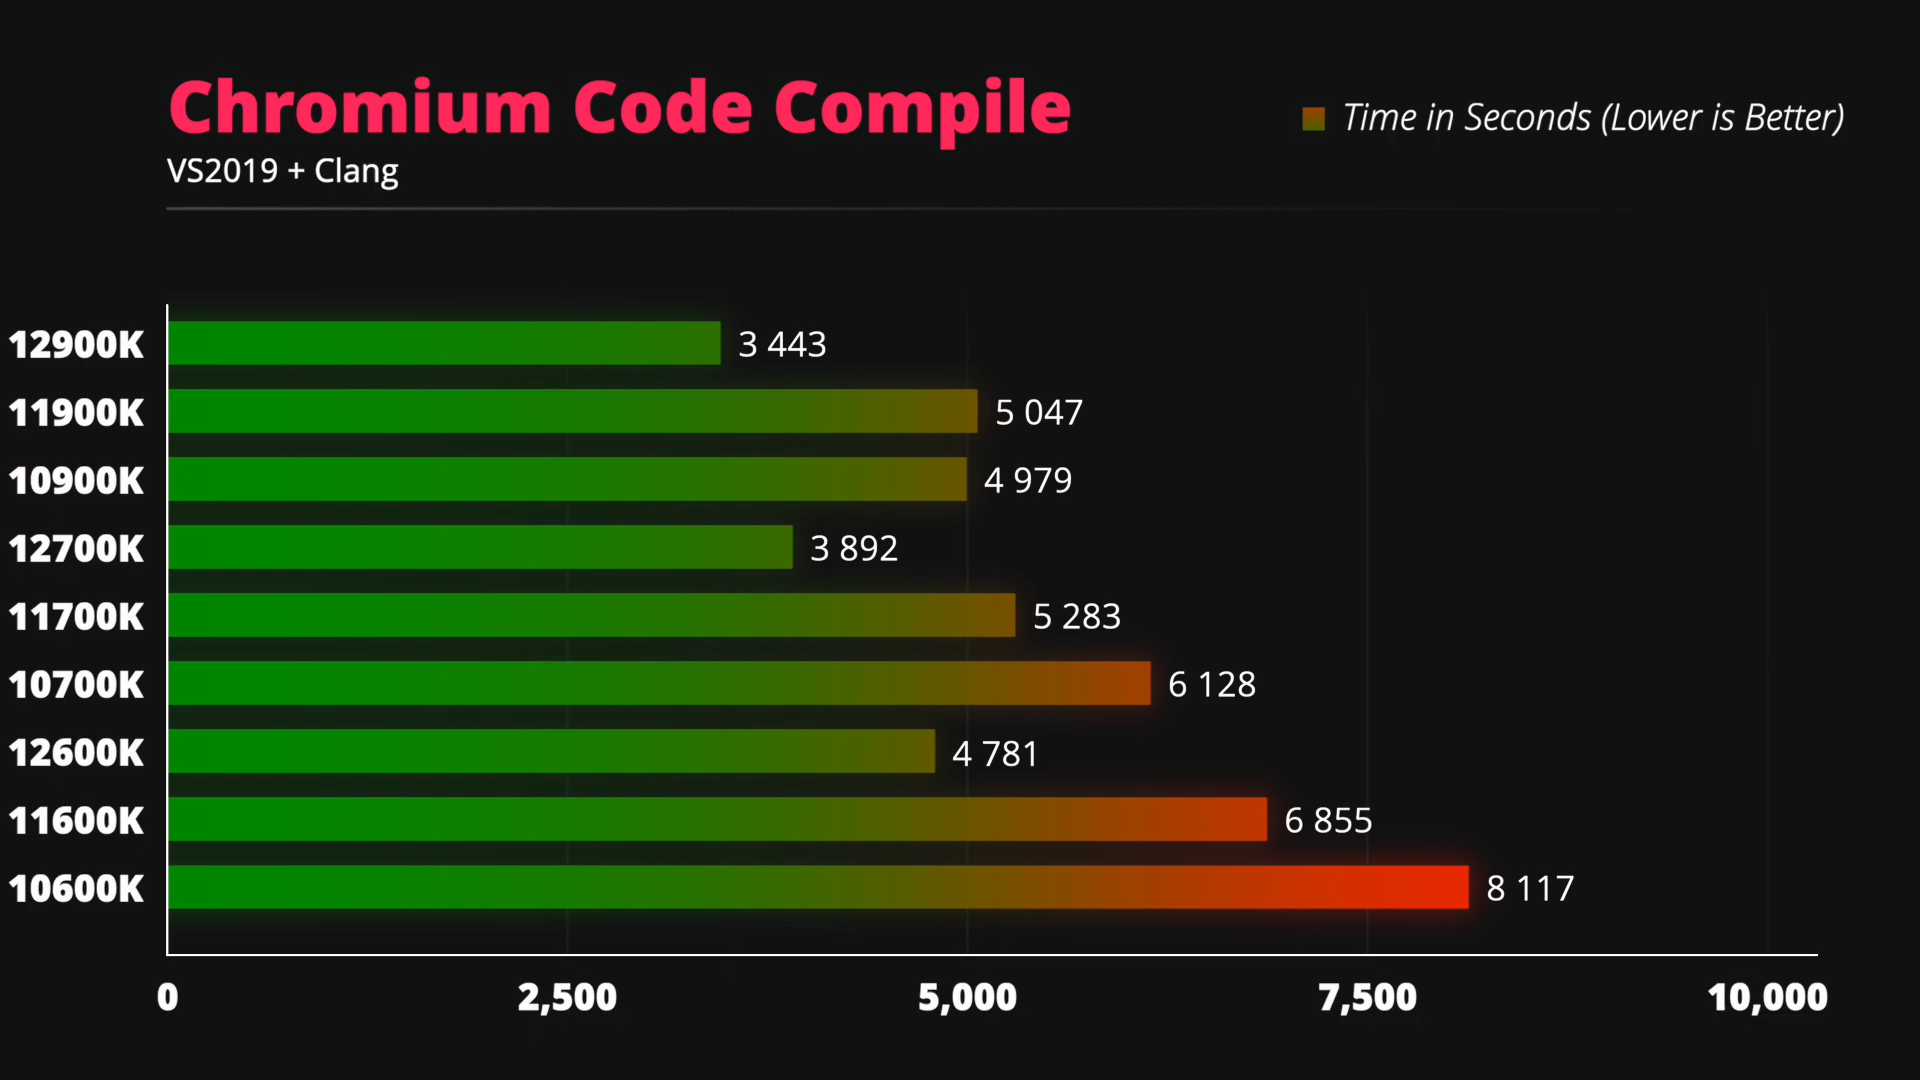 Chromium Code Compile
Time in Seconds (Lower is Better)
VS2019 + Clang
12900K 3 443
11900K 5 047
10900K 4 979
12700K 3 892
11700K 5 283
10700K 6 128
12600K 4 781
11600K 6 855
10600K 8 117
0 2,500 5,000 7,500 10,000